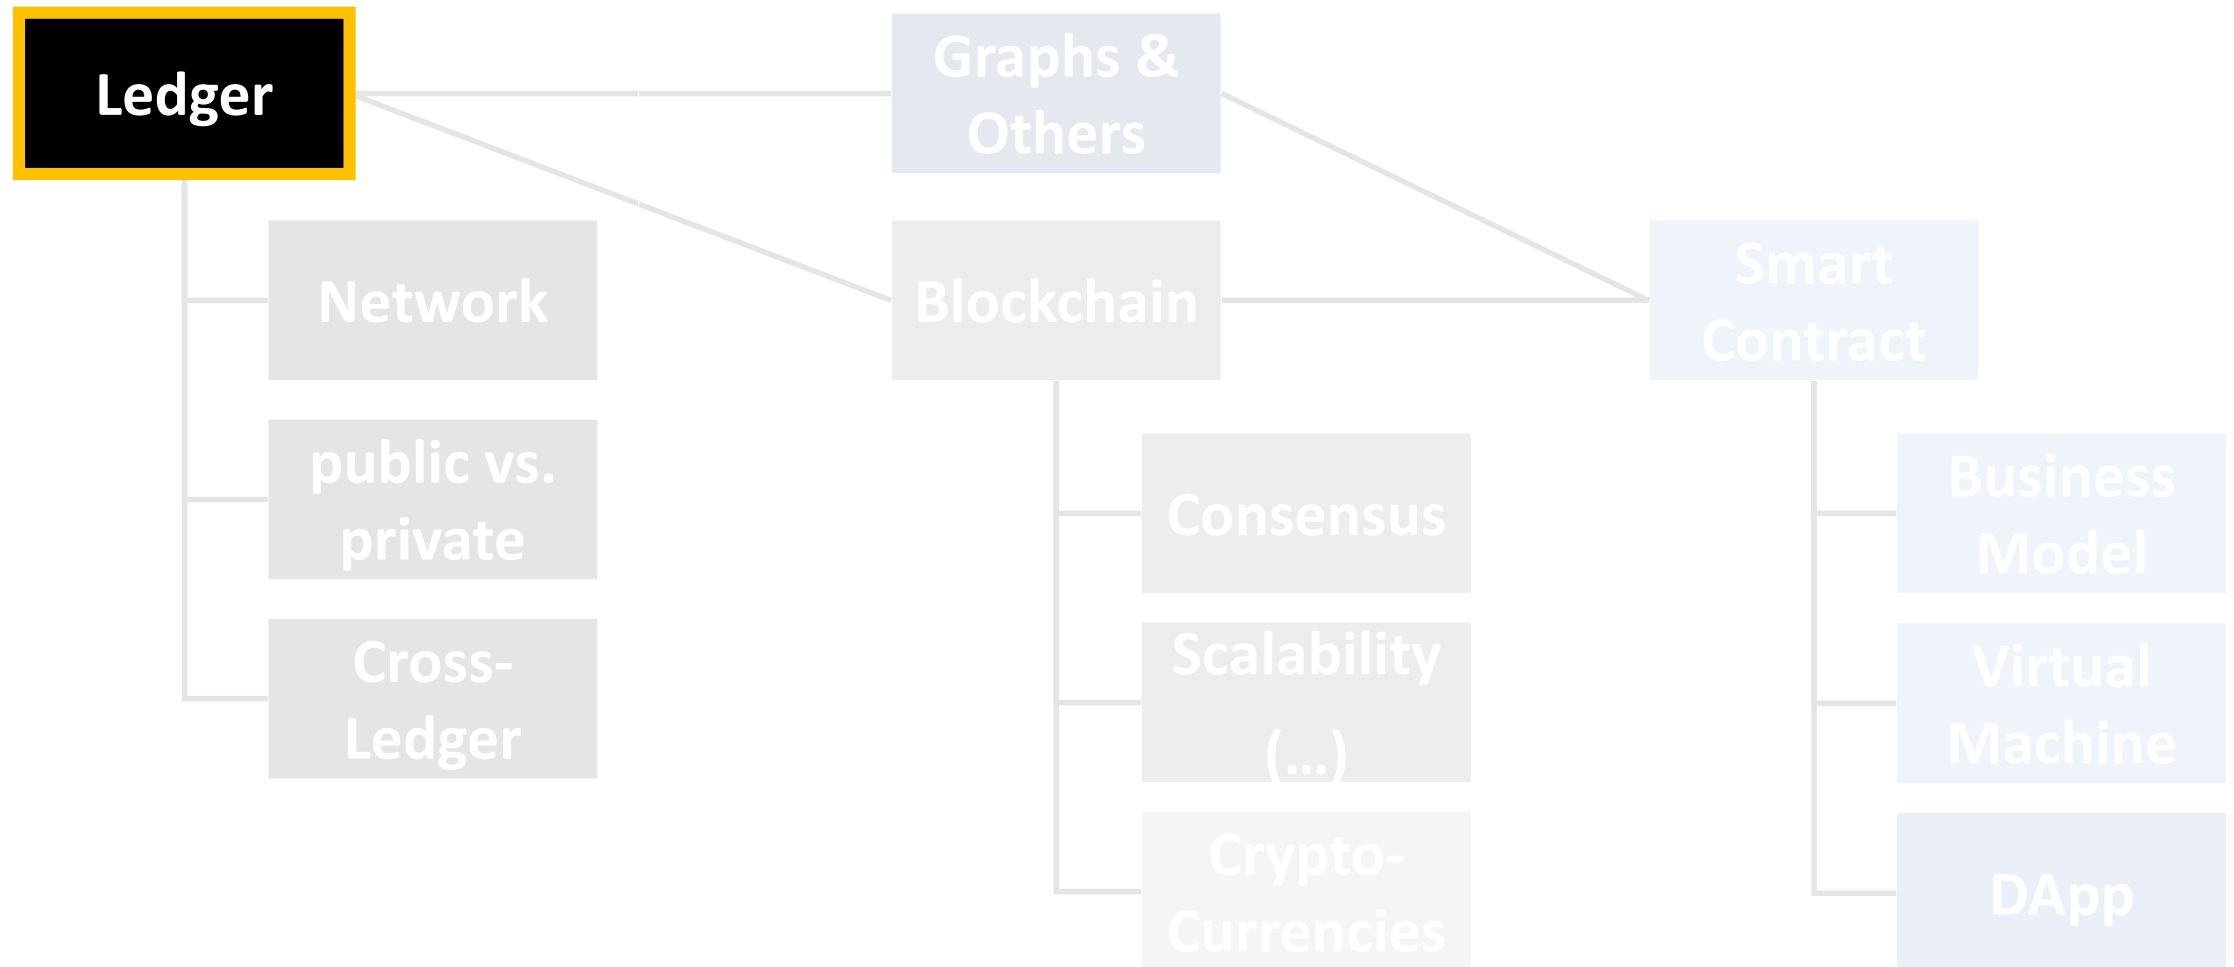 Ledger
Graphs &
Others
Network
Blockchain
Smart
Contract
public vs.
private
Consensus
Business
Model
Cross-
Ledger
Scalability
(...)
Virtual
Machine
Crypto-
Currencies
DApp